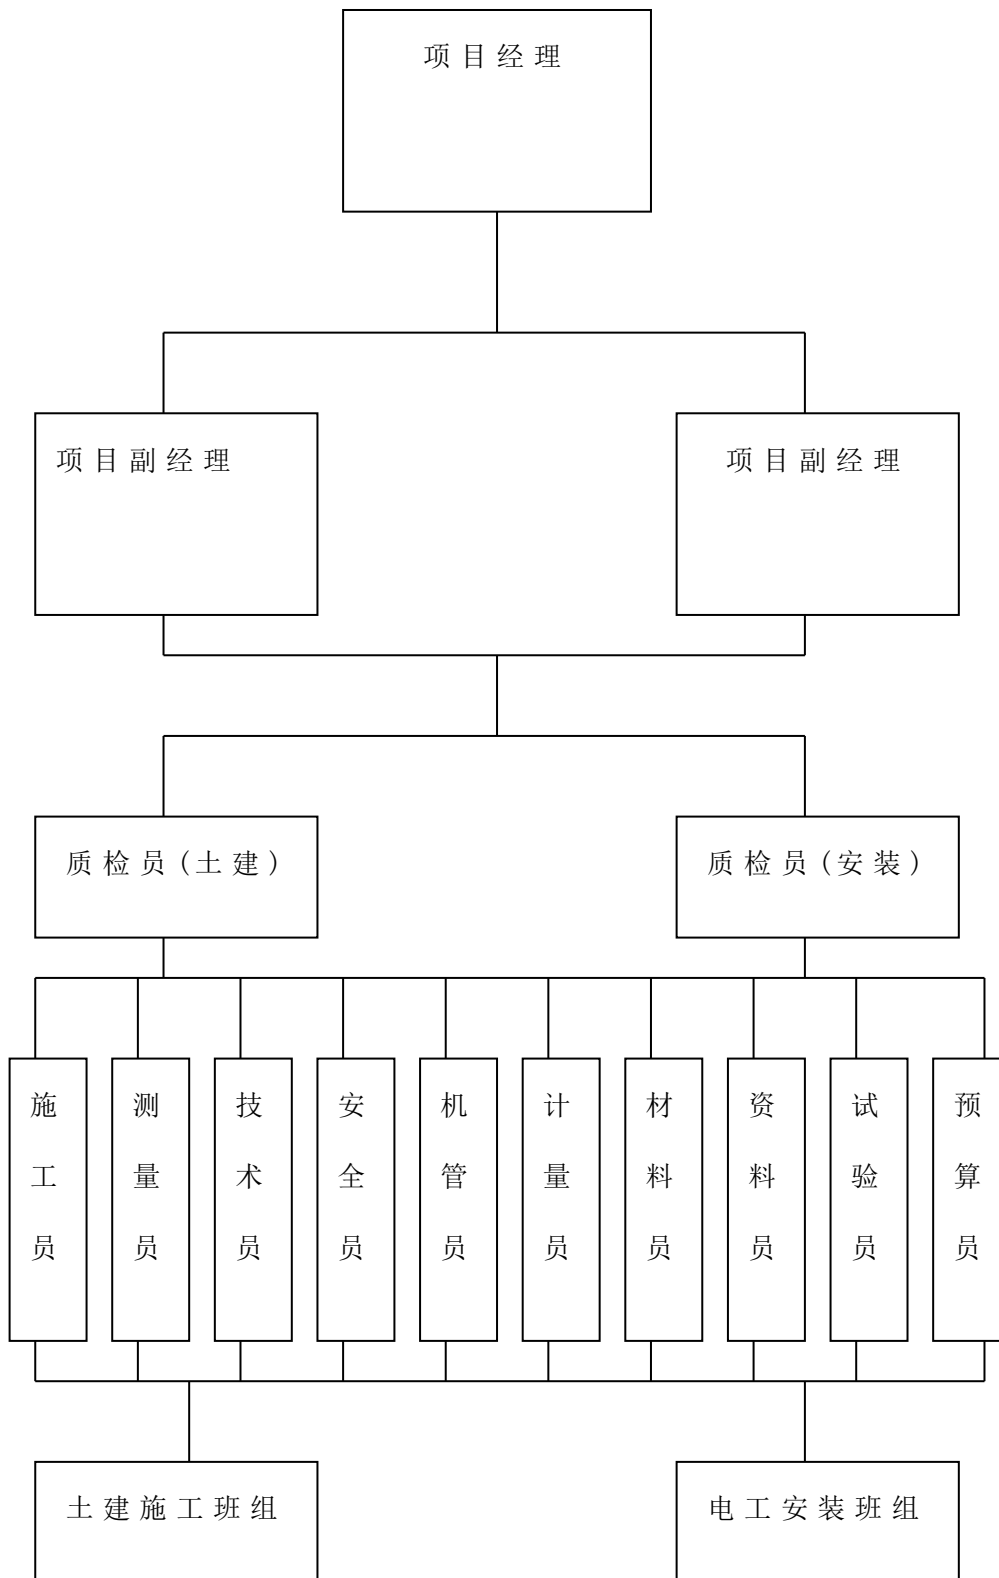 项目经理
项目副经理
项目副经理
质检员(土建)
质检员(安装)
施工员
测量员
技术员
安全员
机管员
计量员
材料员
资料员
试验员
预算员
土建施工班组
电工安装班组